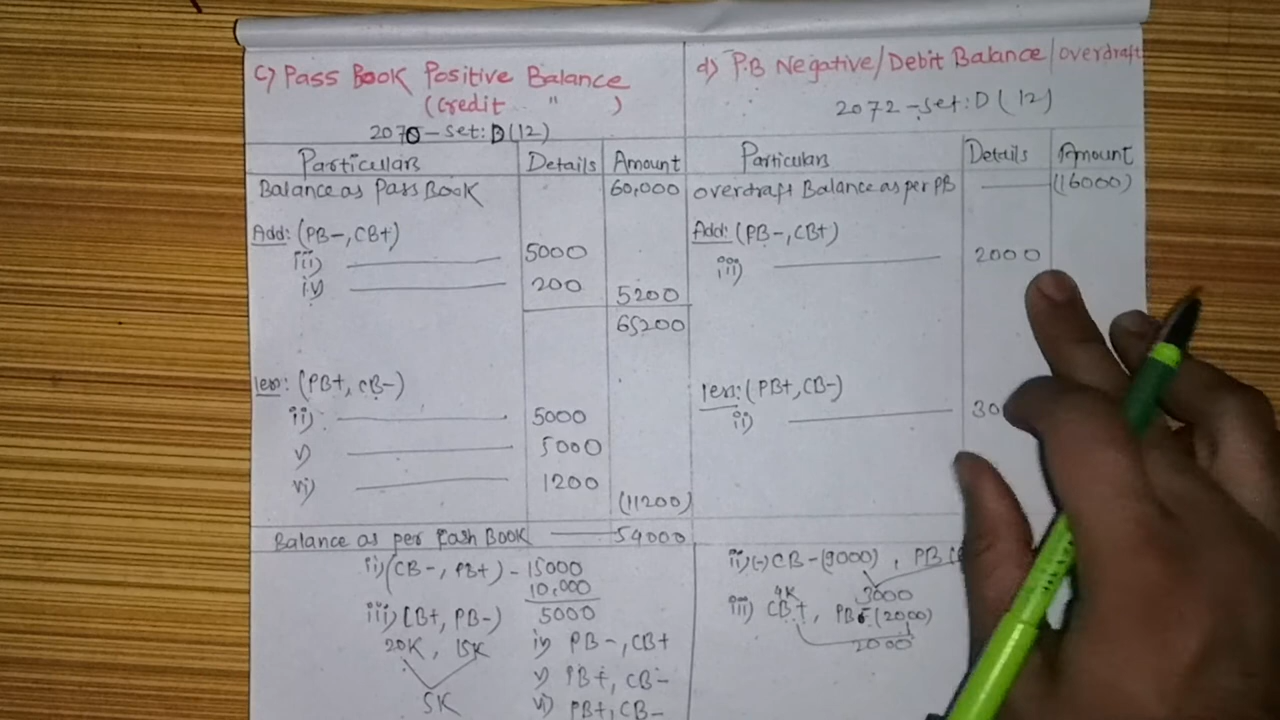 c) Pass Book Positive Balance
(Credit " )
2070-set: D(12)
Particulars Details Amount
Balance as Pass Book 60,000
Add: (PB-, CB+)
iii) 5000
iv) 200 5200
65200
less: (PB+, CB-)
ii) 5000
v) 5000
vi) 1200
(11200)
Balance as per Cash Book 54000
ii) (CB-, PB+) - 15000
10,000
iii) CB+, PB-) 5000
20K, 15K
5K
iv) PB-, CB+
v) PB+, CB-
vi) PB+, CB-
d) P.B Negative/Debit Balance/overdraft
2072-set: D (12)
Particulars Details Amount
overdraft Balance as per PB (16000)
Add: (PB-, CB+)
iii) 2000
less: (PB+, CB-)
ii)
ii) (-) CB-(9000), PB
3000
4K
iii) CB+, PB-(2000)
2000